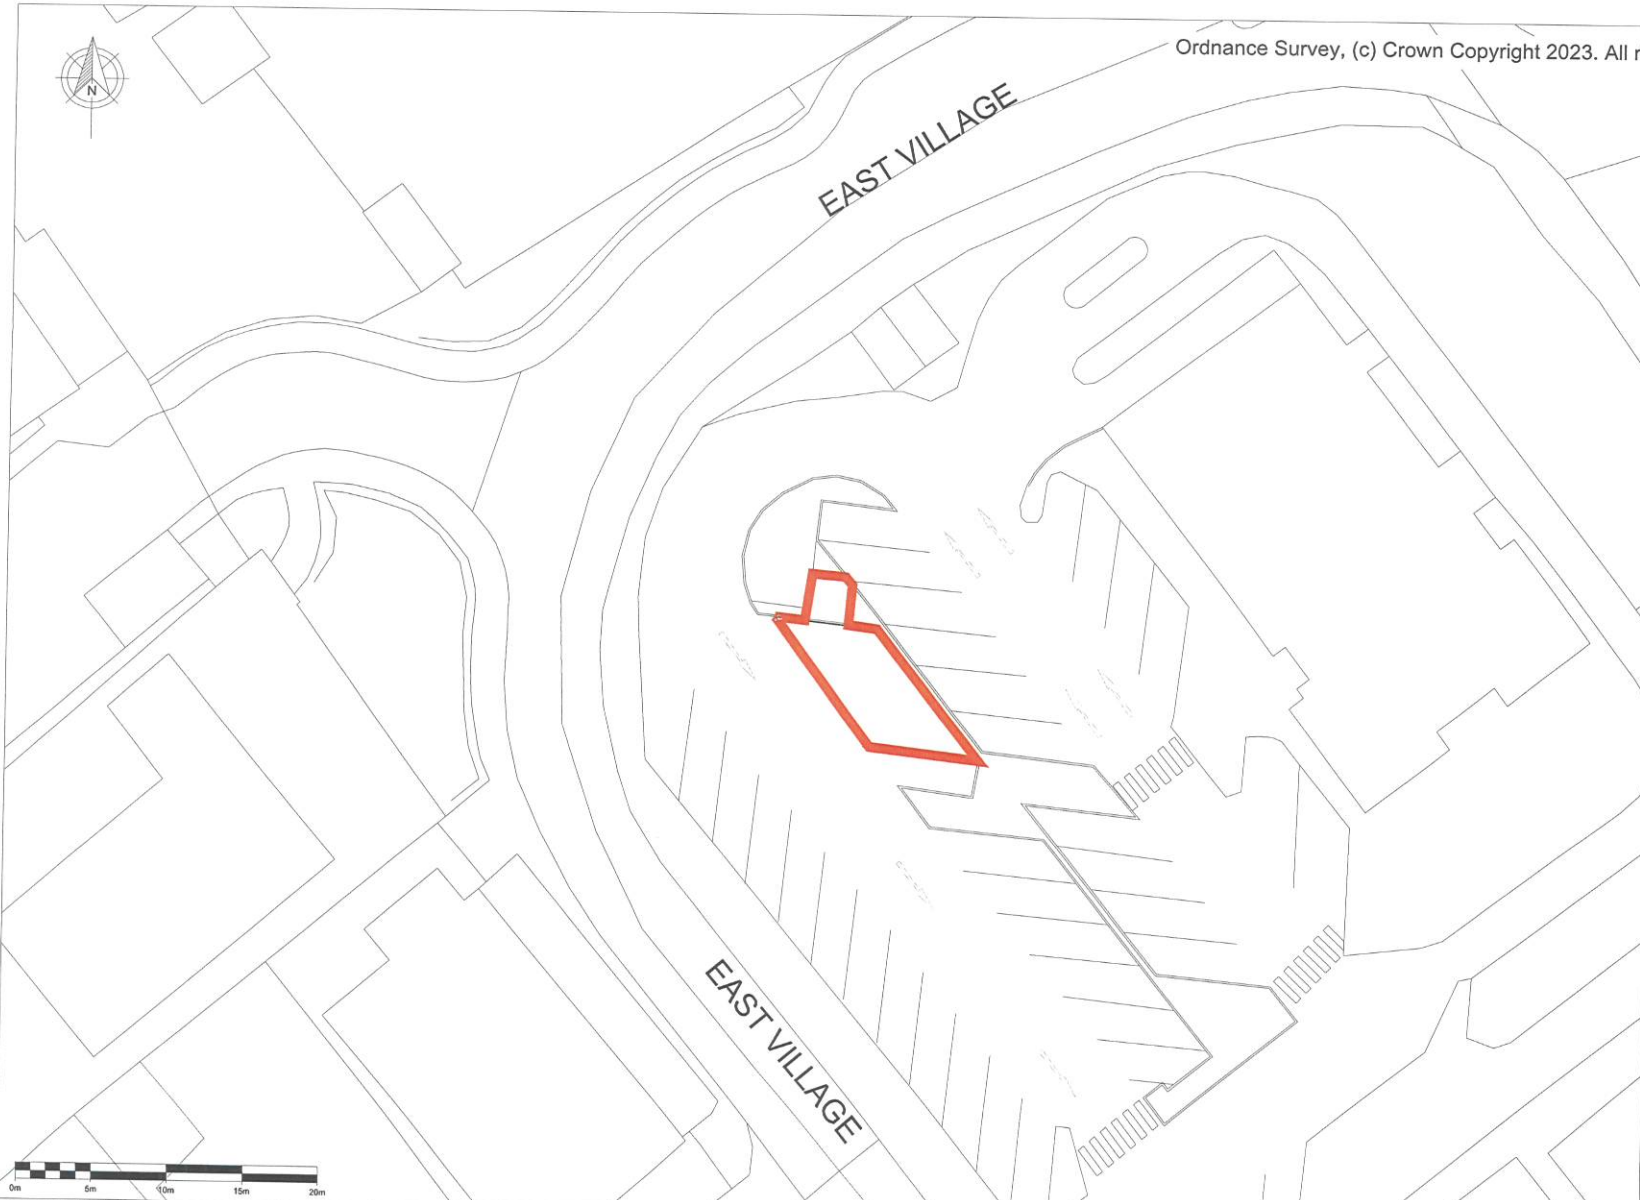 Ordnance Survey, (c) Crown Copyright 2023. All r
N
EAST VILLAGE
EAST VILLAGE
0m 5m 10m 15m 20m